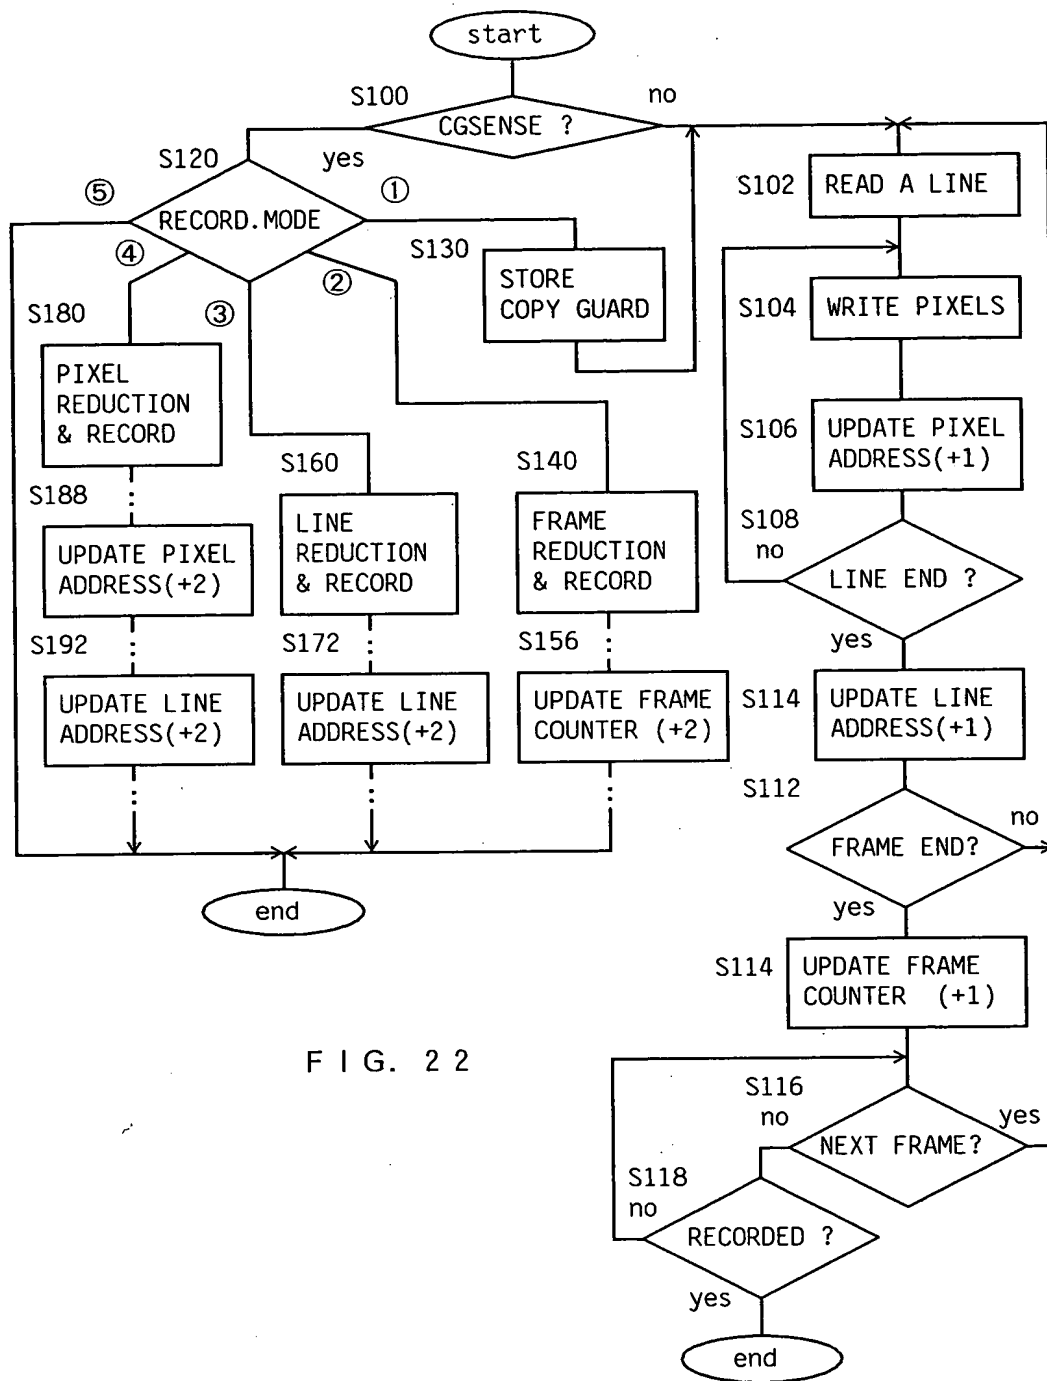 start
S100
CGSENSE ?
no
yes
S120
RECORD.MODE
⑤
④
③
②
①
S130
STORE
COPY GUARD
S102
READ A LINE
S104
WRITE PIXELS
S106
UPDATE PIXEL
ADDRESS(+1)
S108
no
LINE END ?
yes
S114
UPDATE LINE
ADDRESS(+1)
S112
FRAME END?
no
yes
S114
UPDATE FRAME
COUNTER (+1)
S116
no
NEXT FRAME?
yes
S118
no
RECORDED ?
yes
end
S180
PIXEL
REDUCTION
& RECORD
S188
UPDATE PIXEL
ADDRESS(+2)
S192
UPDATE LINE
ADDRESS(+2)
S160
LINE
REDUCTION
& RECORD
S172
UPDATE LINE
ADDRESS(+2)
S140
FRAME
REDUCTION
& RECORD
S156
UPDATE FRAME
COUNTER (+2)
end
FIG. 22